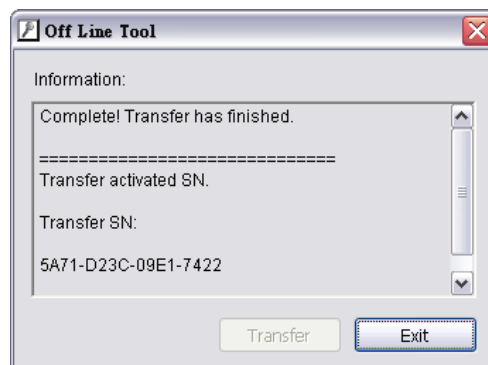 Off Line Tool
Information:
Complete! Transfer has finished.
==============================
Transfer activated SN.
Transfer SN:
5A71-D23C-09E1-7422
Transfer
Exit